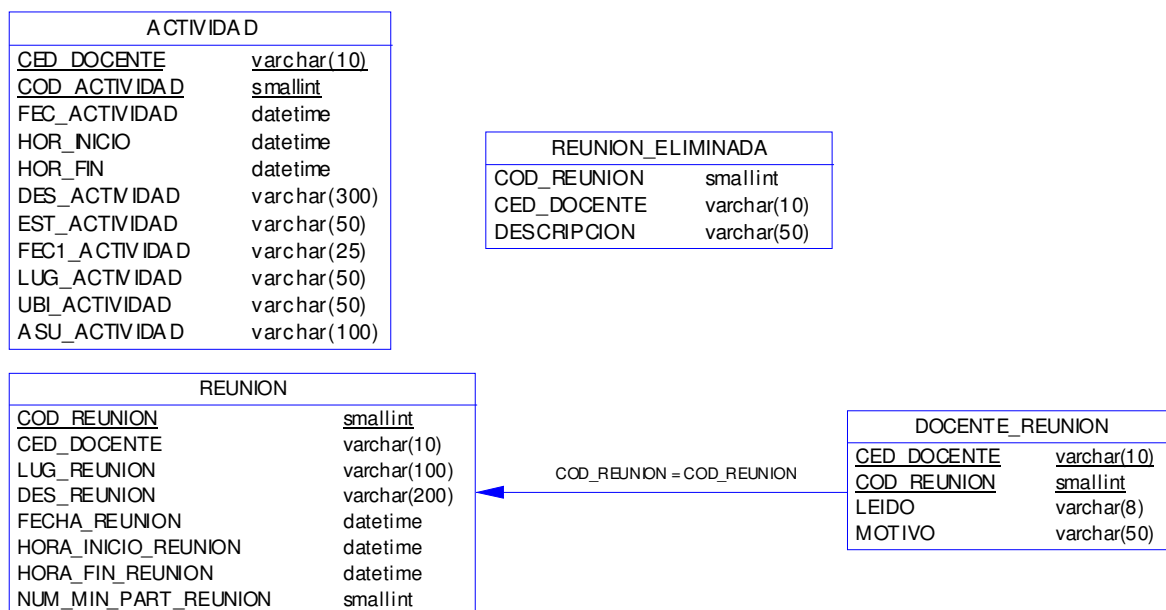 ACTIVIDAD
CED_DOCENTE varchar(10)
COD_ACTIVIDAD smallint
FEC_ACTIVIDAD datetime
HOR_INICIO datetime
HOR_FIN datetime
DES_ACTIVIDAD varchar(300)
EST_ACTIVIDAD varchar(50)
FEC1_ACTIVIDAD varchar(25)
LUG_ACTIVIDAD varchar(50)
UBI_ACTIVIDAD varchar(50)
ASU_ACTIVIDAD varchar(100)
REUNION_ELIMINADA
COD_REUNION smallint
CED_DOCENTE varchar(10)
DESCRIPCION varchar(50)
REUNION
COD_REUNION smallint
CED_DOCENTE varchar(10)
LUG_REUNION varchar(100)
DES_REUNION varchar(200)
FECHA_REUNION datetime
HORA_INICIO_REUNION datetime
HORA_FIN_REUNION datetime
NUM_MIN_PART_REUNION smallint
COD_REUNION = COD_REUNION
DOCENTE_REUNION
CED_DOCENTE varchar(10)
COD_REUNION smallint
LEIDO varchar(8)
MOTIVO varchar(50)